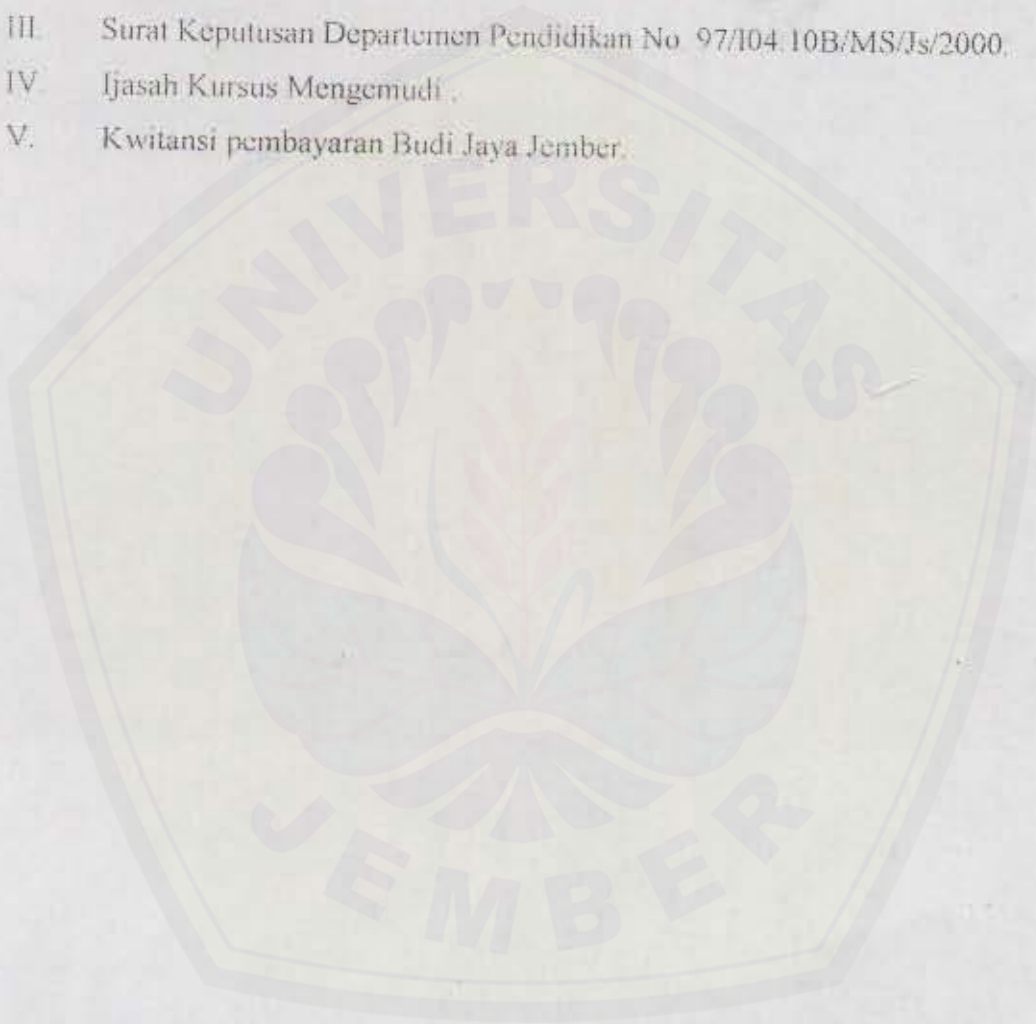 III. Surat Keputusan Departemen Pendidikan No 97/I04 10B/MS/Js/2000.
IV. Ijasah Kursus Mengemudi .
V. Kwitansi pembayaran Budi Jaya Jember.
UNIVERSITAS
JEMBER